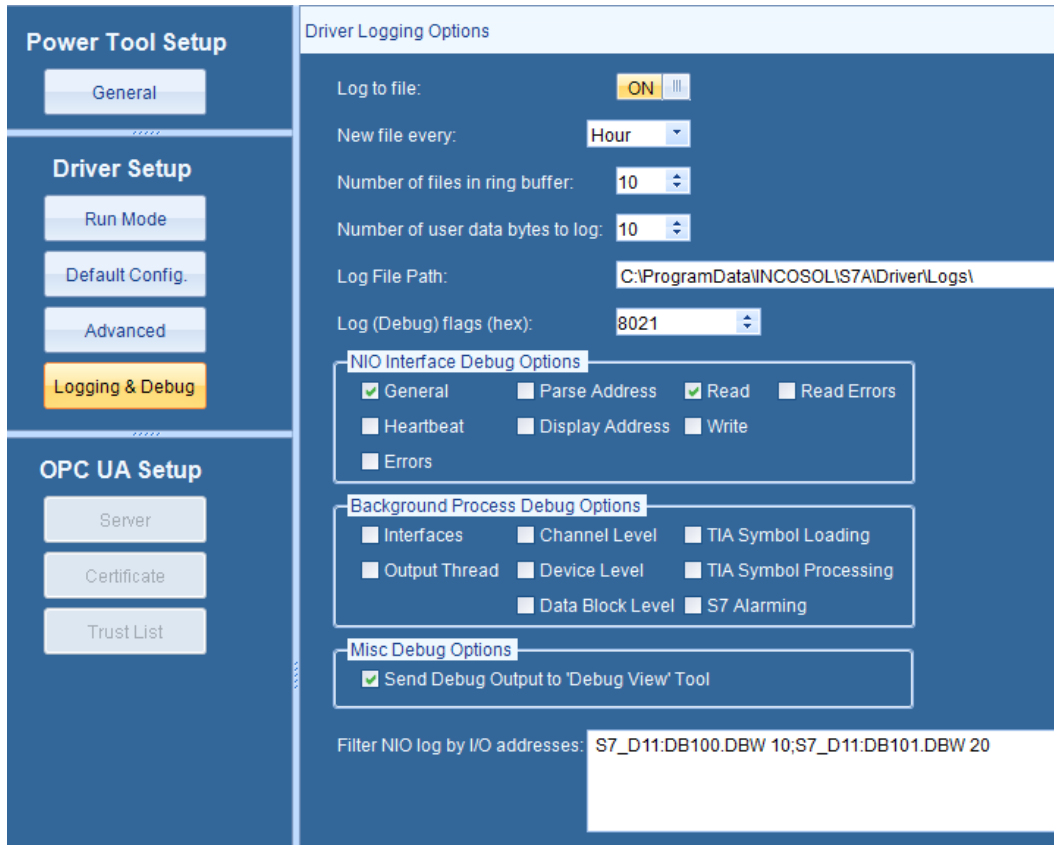 Power Tool Setup
General
Driver Setup
Run Mode
Default Config.
Advanced
Logging & Debug
OPC UA Setup
Server
Certificate
Trust List
Driver Logging Options
Log to file: ON
New file every: Hour
Number of files in ring buffer: 10
Number of user data bytes to log: 10
Log File Path: C:\ProgramData\INCOSOL\S7A\Driver\Logs\
Log (Debug) flags (hex): 8021
NIO Interface Debug Options
General Parse Address Read Read Errors
Heartbeat Display Address Write
Errors
Background Process Debug Options
Interfaces Channel Level TIA Symbol Loading
Output Thread Device Level TIA Symbol Processing
Data Block Level S7 Alarming
Misc Debug Options
Send Debug Output to 'Debug View' Tool
Filter NIO log by I/O addresses: S7_D11:DB100.DBW 10;S7_D11:DB101.DBW 20